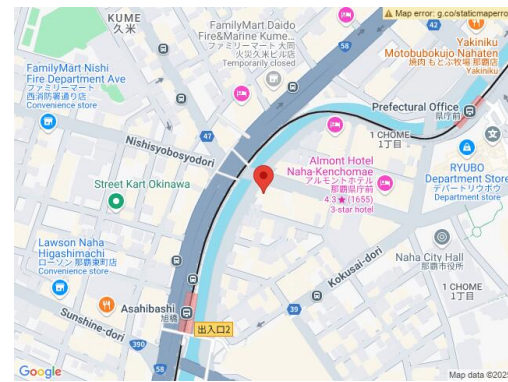 KUME
久米
FamilyMart Daido
Fire&Marine Kume...
ファミリーマート 大同
火災久米ビル店
Temporarily closed
58
Map error: g.co/staticmaperro
42
Yakiniku
Motobubokujo Nahaten
焼肉 もとぶ牧場 那覇店
Yakiniku
FamilyMart Nishi
Fire Department Ave
ファミリーマート
西消防署通り店
Convenience store
Prefectural Office
県庁前
47
Nishisyobosyodori
1 CHOME
1丁目
RYUBO
Department Store
デパートリウボウ
Department store
Almont Hotel
Naha-Kenchomae
アルモントホテル
那覇県庁前
4.3★ (1655)
3-star hotel
Street Kart Okinawa
Lawson Naha
Higashimachi
ローソン 那覇東町店
Convenience store
Kokusai-dori
Naha City Hall
那覇市役所
1 CHOME
1丁目
Asahibashi
旭橋
39
出入口2
Sunshine-dori
390
58
Google
Map data ©2025